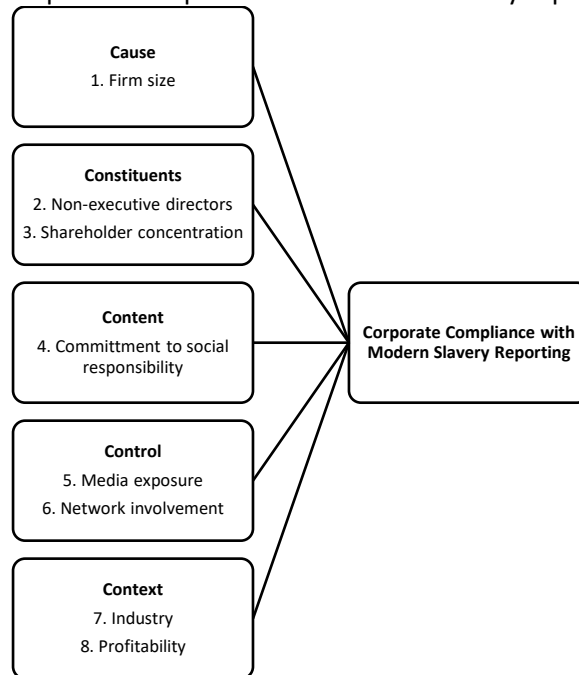 Cause
1. Firm size
Constituents
2. Non-executive directors
3. Shareholder concentration
Content
4. Committment to social
responsibility
Corporate Compliance with
Modern Slavery Reporting
Control
5. Media exposure
6. Network involvement
Context
7. Industry
8. Profitability